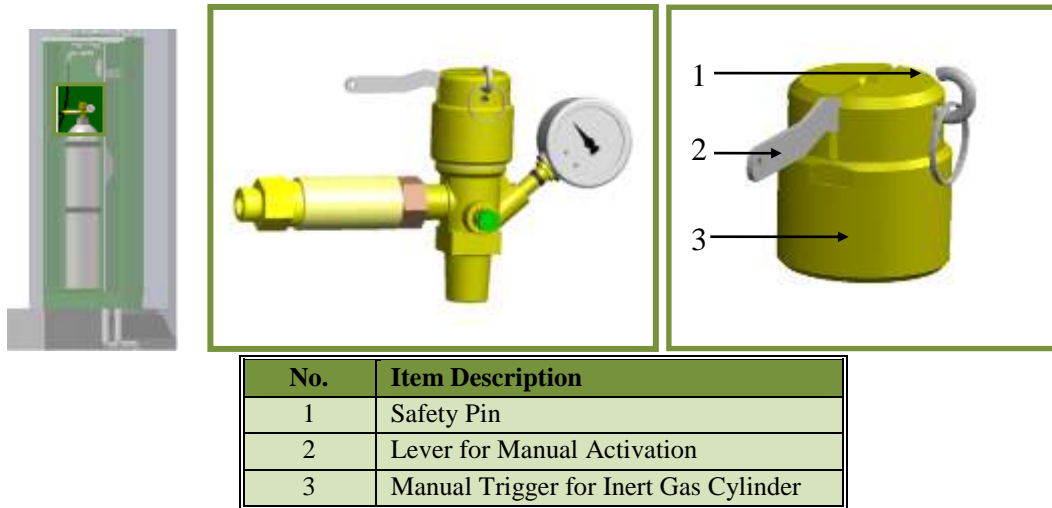 1
2
3
No. Item Description
1 Safety Pin
2 Lever for Manual Activation
3 Manual Trigger for Inert Gas Cylinder